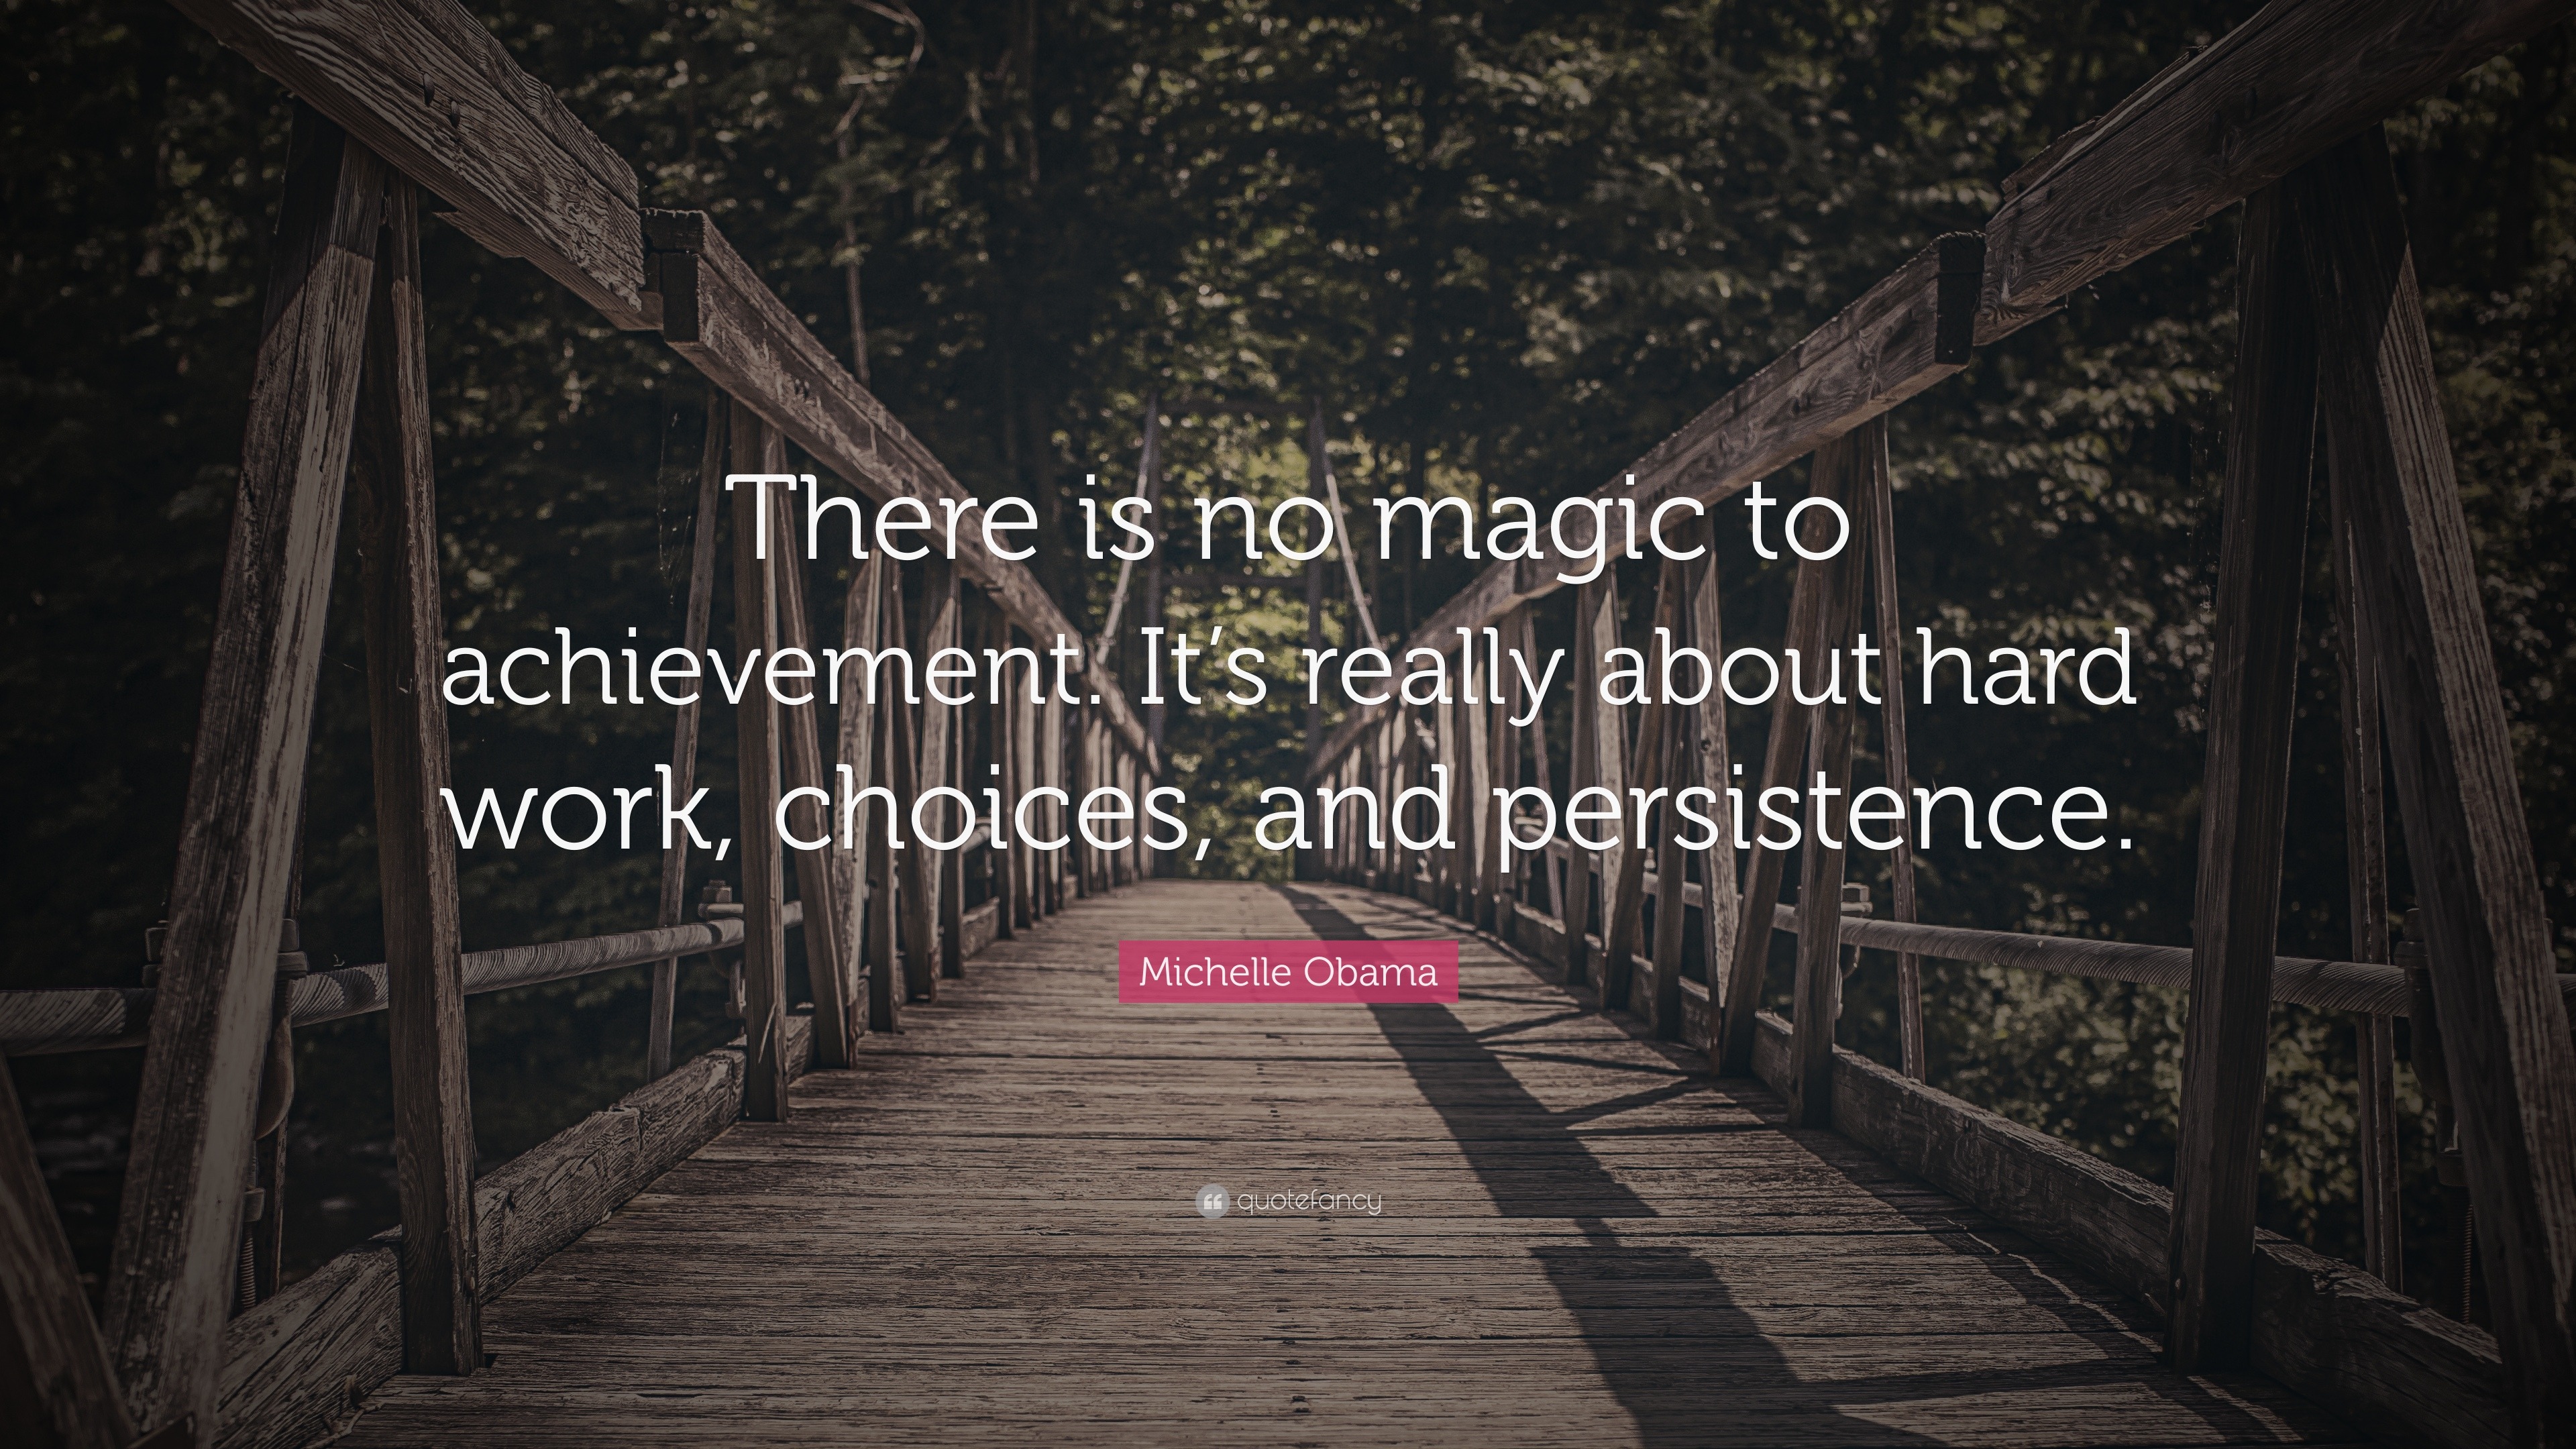 There is no magic to
achievement. It’s really about hard
work, choices, and persistence.
Michelle Obama
quotefancy